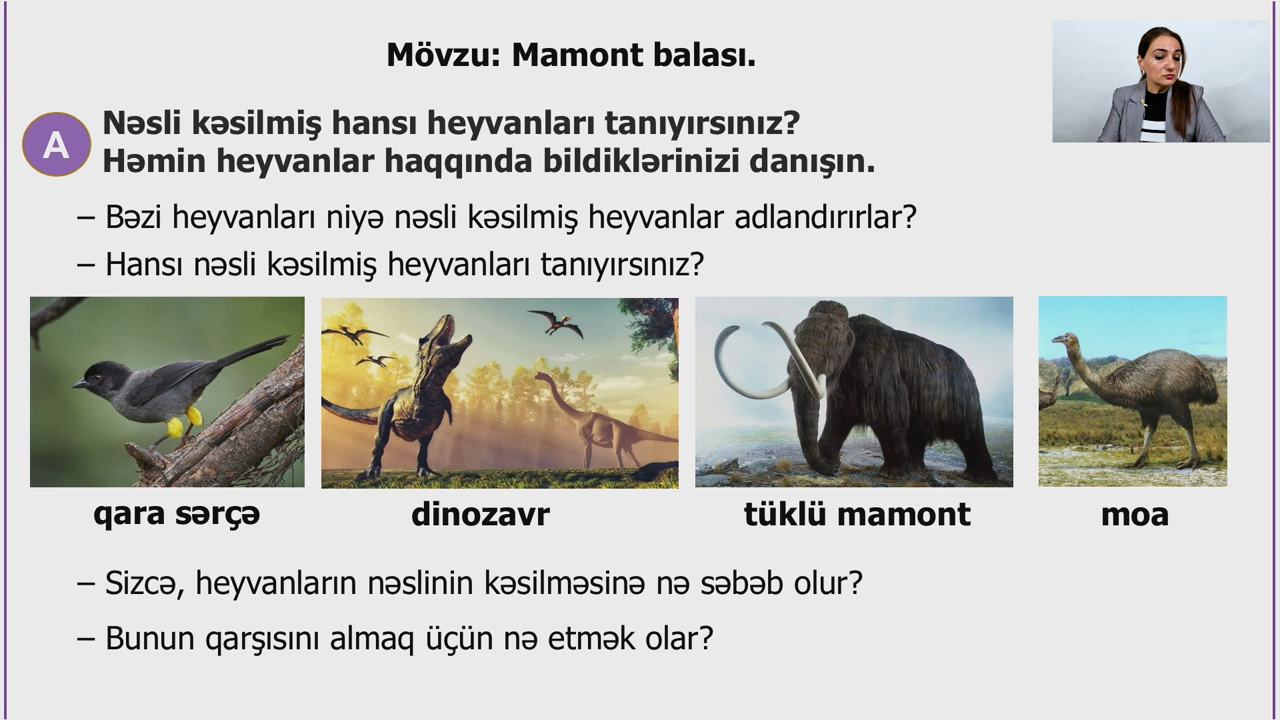 Mövzu: Mamont balası.
A
Nəsli kəsilmiş hansı heyvanları tanıyırsınız?
Həmin heyvanlar haqqında bildiklərinizi danışın.
– Bəzi heyvanları niyə nəsli kəsilmiş heyvanlar adlandırırlar?
– Hansı nəsli kəsilmiş heyvanları tanıyırsınız?
qara sərçə
dinozavr
tüklü mamont
moa
– Sizcə, heyvanların nəslinin kəsilməsinə nə səbəb olur?
– Bunun qarşısını almaq üçün nə etmək olar?